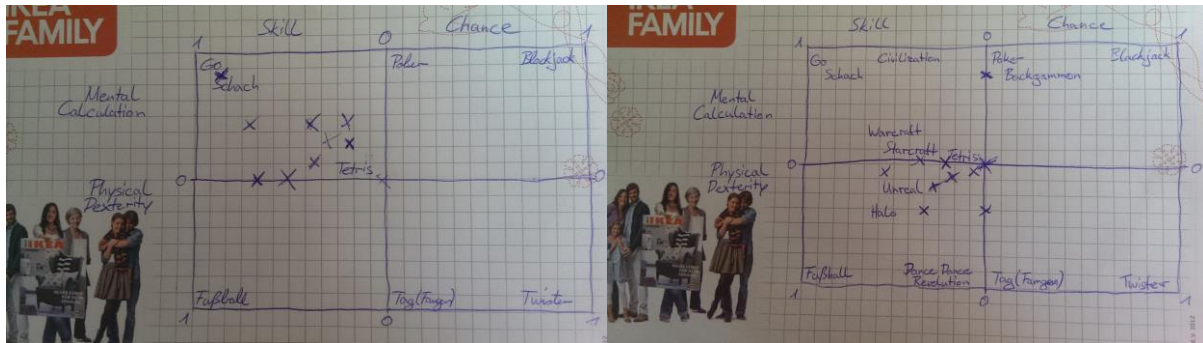 IKEA
FAMILY
Skill
Chance
1
0
1
Go
Schach
Poker
Blackjack
Mental
Calculation
Tetris
0
0
Physical
Dexterity
IKEA
Fußball
Tag (Fangen)
Twister
1
0
1
FAMILY
Skill
Chance
1
0
1
Go
Schach
Civilization
Poker
Backgammen
Blackjack
Mental
Calculation
Warcraft
Starcraft
Tetris
0
0
Physical
Dexterity
Unreal
Halo
IKEA
Fußball
Dance Dance
Revolution
Tag (Fangen)
Twister
1
0
1